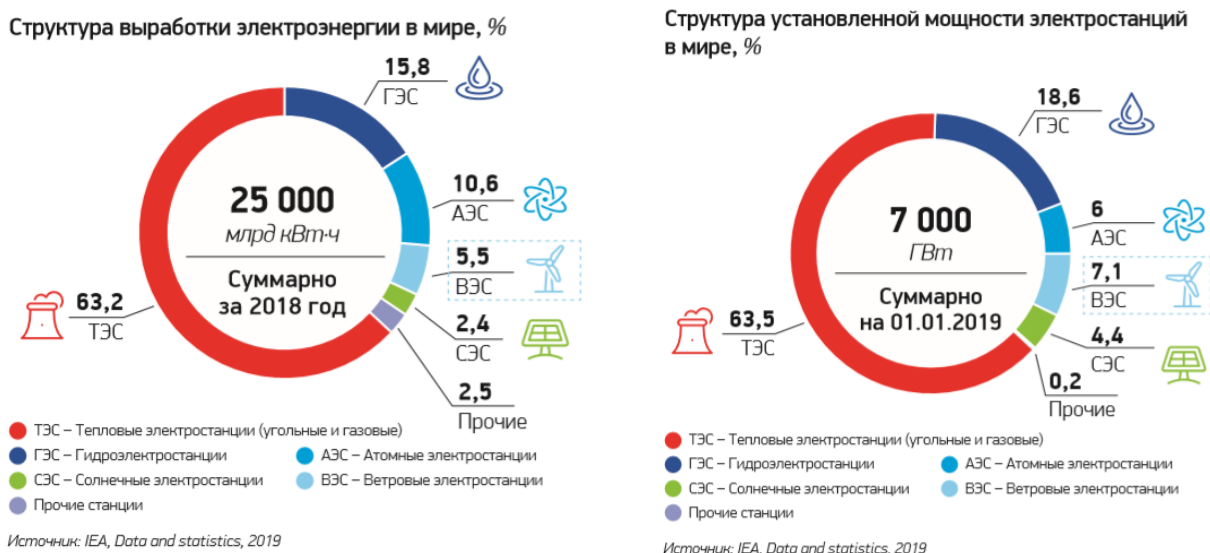 Структура выработки электроэнергии в мире, %
15,8
ГЭС
10,6
АЭС
5,5
ВЭС
2,4
СЭС
2,5
Прочие
63,2
ТЭС
25 000
млрд кВт·ч
Суммарно
за 2018 год
ТЭС – Тепловые электростанции (угольные и газовые)
ГЭС – Гидроэлектростанции
АЭС – Атомные электростанции
СЭС – Солнечные электростанции
ВЭС – Ветровые электростанции
Прочие станции
Источник: IEA, Data and statistics, 2019
Структура установленной мощности электростанций
в мире, %
18,6
ГЭС
6
АЭС
7,1
ВЭС
4,4
СЭС
0,2
Прочие
63,5
ТЭС
7 000
ГВт
Суммарно
на 01.01.2019
ТЭС – Тепловые электростанции (угольные и газовые)
ГЭС – Гидроэлектростанции
АЭС – Атомные электростанции
СЭС – Солнечные электростанции
ВЭС – Ветровые электростанции
Прочие станции
Источник: IEA, Data and statistics, 2019